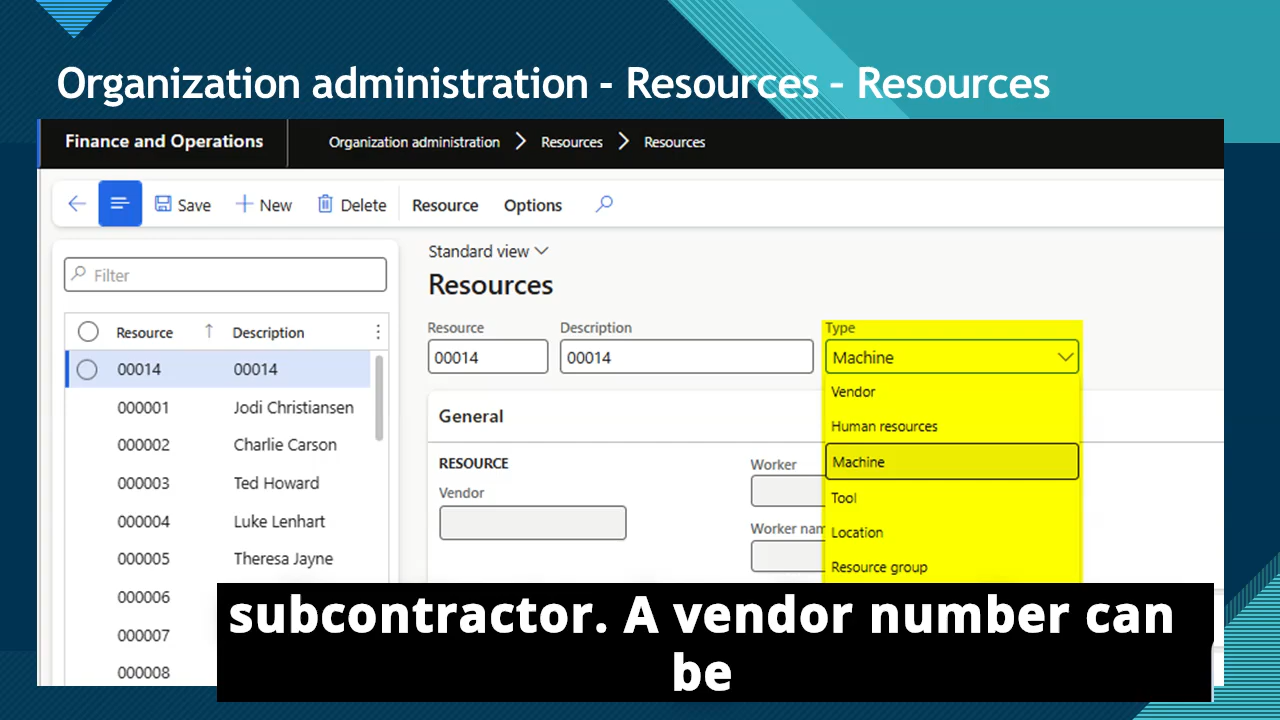 Organization administration - Resources - Resources
Finance and Operations
Organization administration
Resources
Resources
Save
New
Delete
Resource
Options
Filter
Standard view
Resources
Resource
Description
Type
00014
00014
Machine
Vendor
Human resources
Machine
Tool
Location
Resource group
Resource
Description
00014 00014
000001 Jodi Christiansen
000002 Charlie Carson
000003 Ted Howard
000004 Luke Lenhart
000005 Theresa Jayne
000006
000007
000008
General
RESOURCE
Vendor
Worker
Worker nam
subcontractor. A vendor number can
be